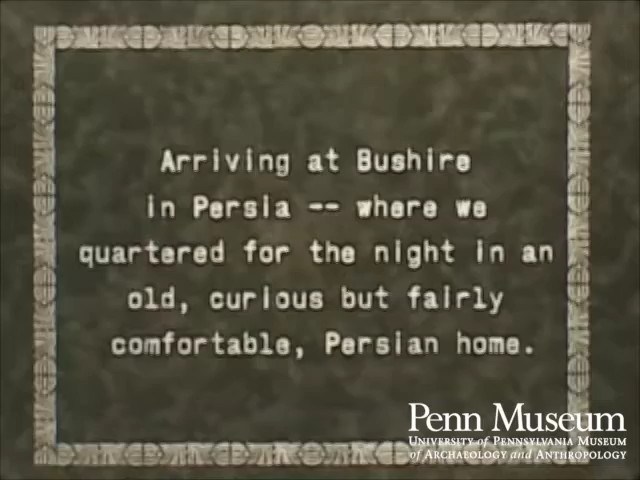 Arriving at Bushire
in Persia -- where we
quartered for the night in an
old, curious but fairly
comfortable, Persian home.
Penn Museum
University of Pennsylvania Museum
of Archaeology and Anthropology